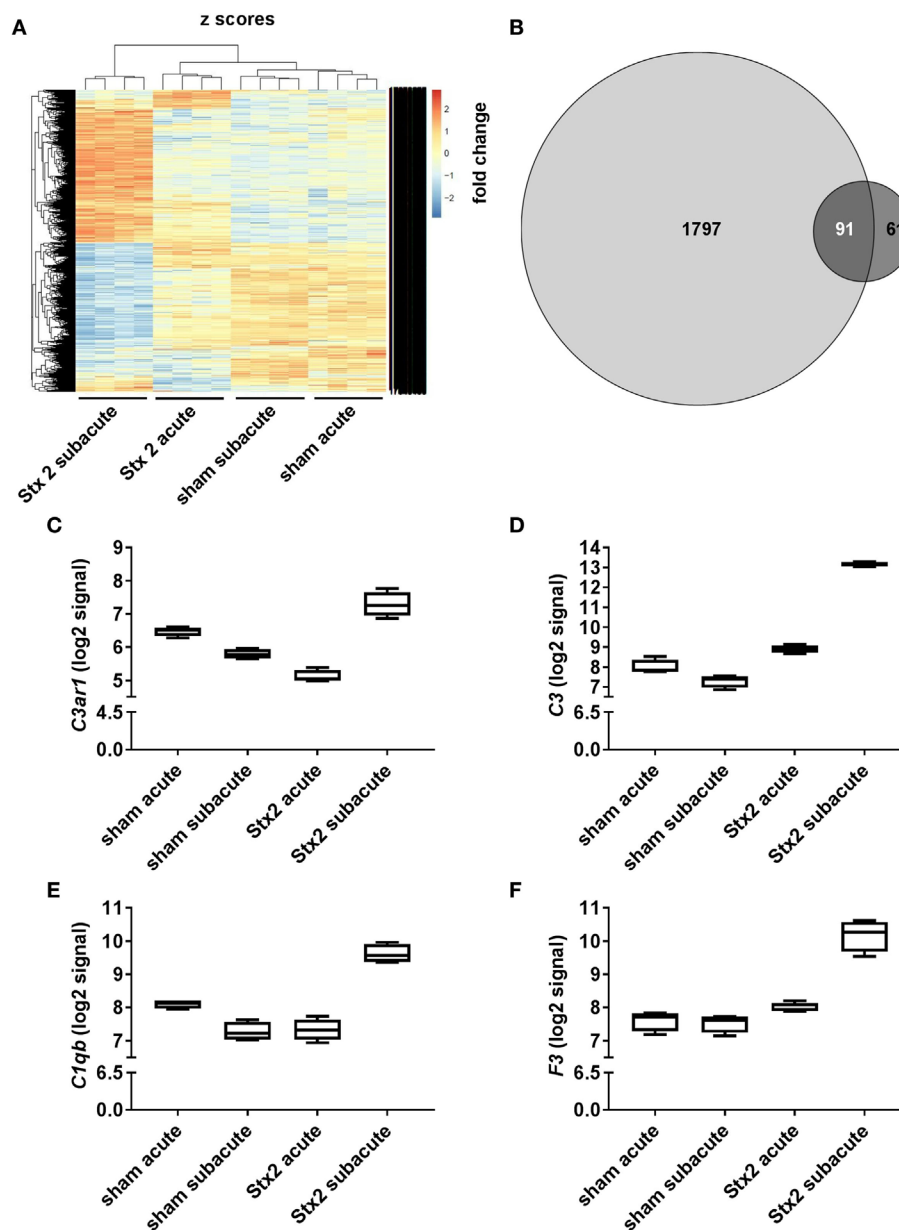 A
z scores
2
1
0
-1
-2
fold change
Stx 2 subacute
Stx 2 acute
sham subacute
sham acute
B
1797
91
61
C
C3ar1 (log2 signal)
9
8
7
6
5
4.5
0.0
sham acute
sham subacute
Stx2 acute
Stx2 subacute
D
C3 (log2 signal)
14
13
12
11
10
9
8
7
6.5
0.0
sham acute
sham subacute
Stx2 acute
Stx2 subacute
E
C1qb (log2 signal)
11
10
9
8
7
6.5
0.0
sham acute
sham subacute
Stx2 acute
Stx2 subacute
F
F3 (log2 signal)
11
10
9
8
7
6.5
0.0
sham acute
sham subacute
Stx2 acute
Stx2 subacute